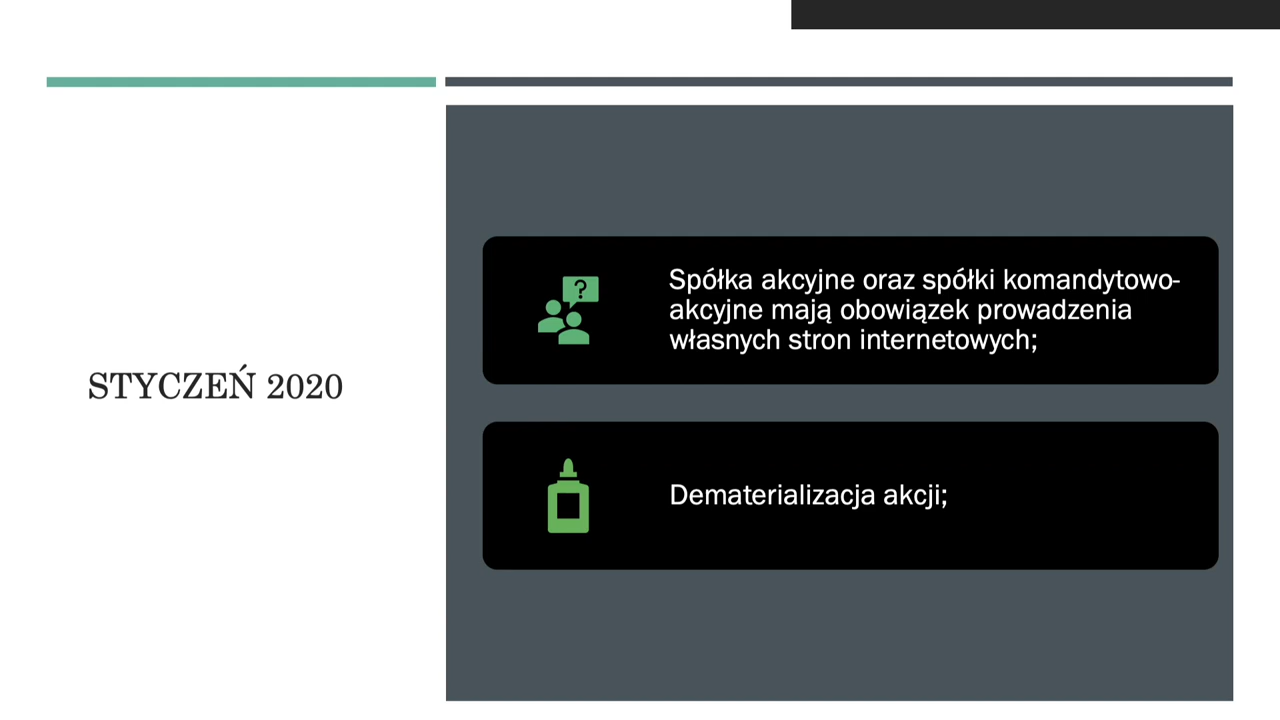 STYCZEŃ 2020
Spółka akcyjne oraz spółki komandytowo-
akcyjne mają obowiązek prowadzenia
własnych stron internetowych;
Dematerializacja akcji;